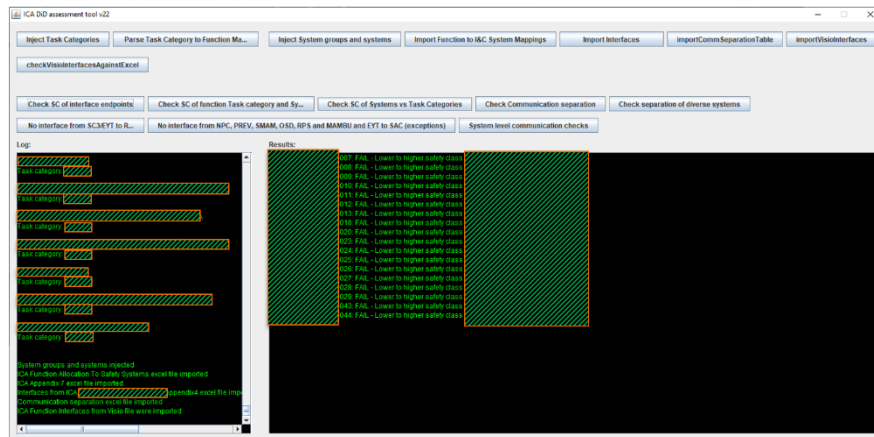 ICA DiD assessment tool v22
Inject Task Categories
Parse Task Category to Function Ma...
Inject System groups and systems
Import Function to I&C System Mappings
Import Interfaces
importCommSeparationTable
importVisioInterfaces
checkVisioInterfacesAgainstExcel
Check SC of interface endpoints
Check SC of function Task category and Sy...
Check SC of Systems vs Task Categories
Check Communication separation
Check separation of diverse systems
No interface from SC3/EYT to R...
No interface from NPC, PREV, SMAM, OSD, RPS and MAMBU and EYT to SAC (exceptions)
System level communication checks
Log:
Task category:
Task category:
Task category:
Task category:
Task category:
Task category:
Task category:
System groups and systems injected
ICA Function Allocation To Safety Systems excel file imported
ICA Appendix 7 excel file imported
Interfaces from ICA ppendix4 excel file impo
Communication separation excel file imported
ICA Function Interfaces from Visio file were imported
Results:
007: FAIL - Lower to higher safety class
008: FAIL - Lower to higher safety class
009: FAIL - Lower to higher safety class
010: FAIL - Lower to higher safety class
011: FAIL - Lower to higher safety class
012: FAIL - Lower to higher safety class
013: FAIL - Lower to higher safety class
018: FAIL - Lower to higher safety class
020: FAIL - Lower to higher safety class
023: FAIL - Lower to higher safety class
024: FAIL - Lower to higher safety class
025: FAIL - Lower to higher safety class
026: FAIL - Lower to higher safety class
027: FAIL - Lower to higher safety class
028: FAIL - Lower to higher safety class
029: FAIL - Lower to higher safety class
043: FAIL - Lower to higher safety class
044: FAIL - Lower to higher safety class